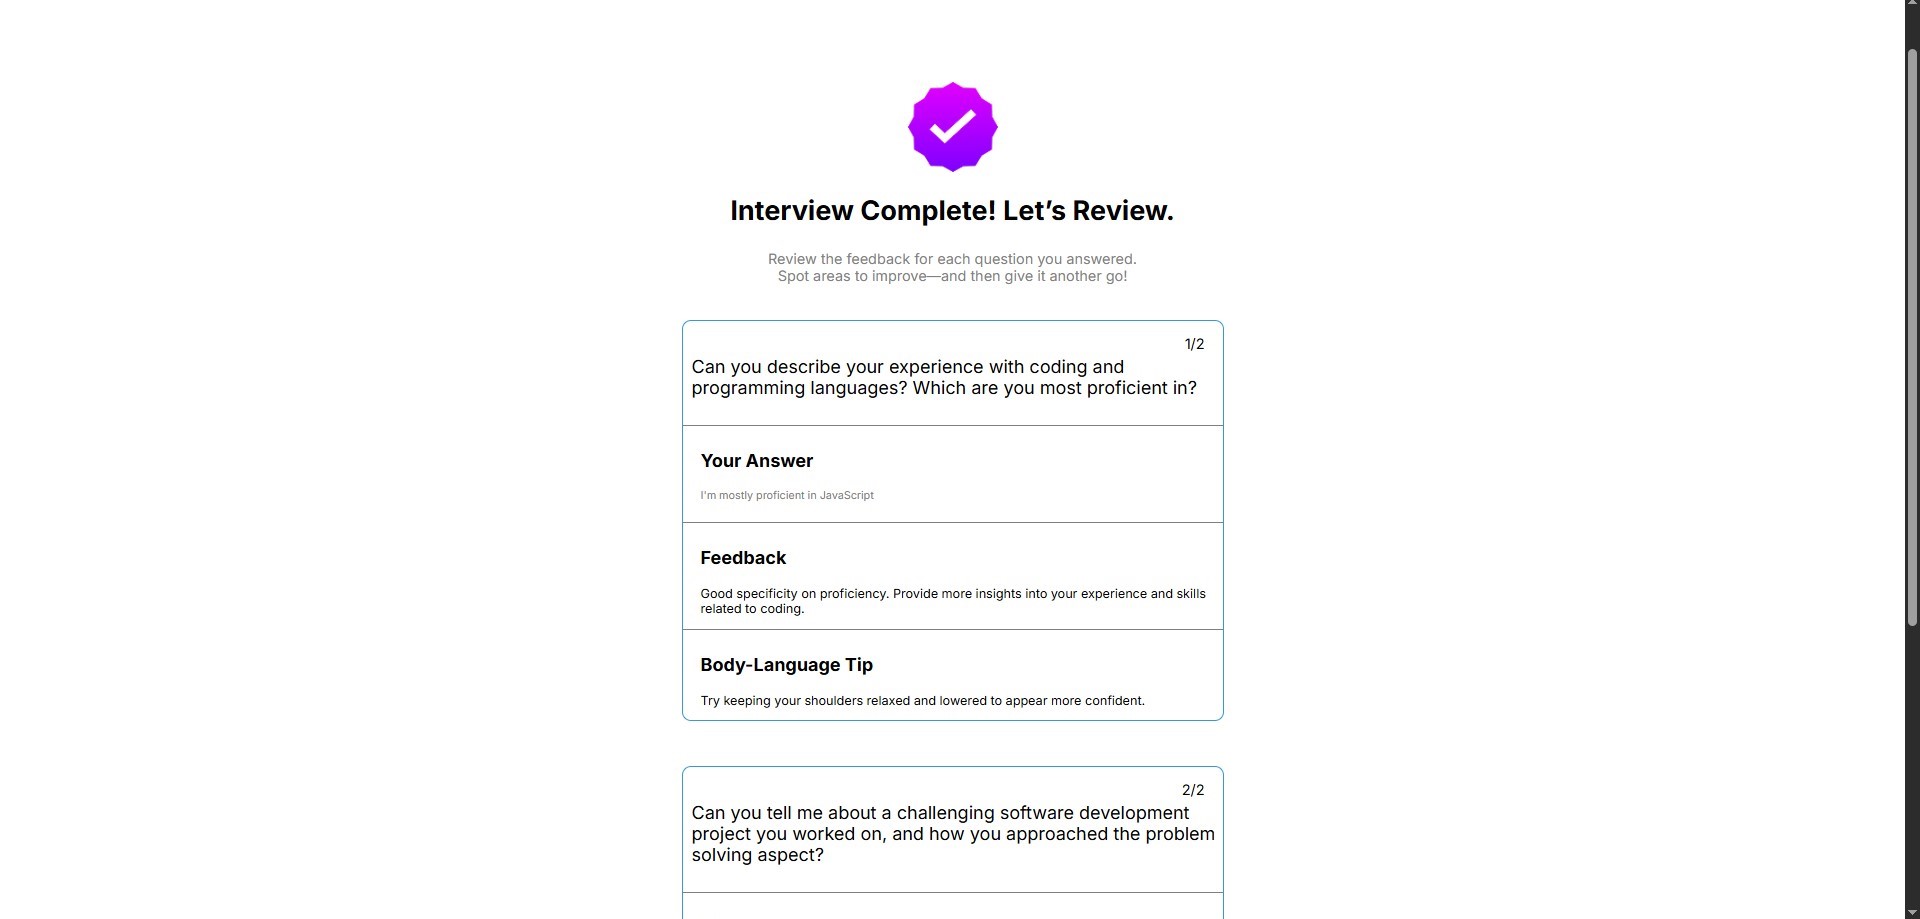 Interview Complete! Let’s Review.
Review the feedback for each question you answered.
Spot areas to improve—and then give it another go!
1/2
Can you describe your experience with coding and
programming languages? Which are you most proficient in?
Your Answer
I'm mostly proficient in JavaScript
Feedback
Good specificity on proficiency. Provide more insights into your experience and skills
related to coding.
Body-Language Tip
Try keeping your shoulders relaxed and lowered to appear more confident.
2/2
Can you tell me about a challenging software development
project you worked on, and how you approached the problem
solving aspect?